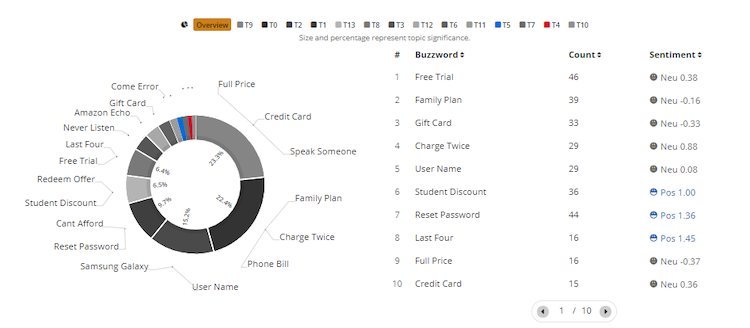 Overview T9 T0 T2 T1 T13 T8 T3 T12 T6 T11 T5 T7 T4 T10
Size and percentage represent topic significance.
Come Error
Full Price
Gift Card
Amazon Echo
Credit Card
Never Listen
Last Four
Speak Someone
Free Trial
Redeem Offer
Student Discount
Family Plan
Cant Afford
Charge Twice
Reset Password
Phone Bill
Samsung Galaxy
User Name
23.3%
22.4%
15.2%
9.7%
6.5%
6.4%
# Buzzword Count Sentiment
1 Free Trial 46 Neu 0.38
2 Family Plan 39 Neu -0.16
3 Gift Card 33 Neu -0.33
4 Charge Twice 29 Neu 0.88
5 User Name 29 Neu 0.08
6 Student Discount 36 Pos 1.00
7 Reset Password 44 Pos 1.36
8 Last Four 16 Pos 1.45
9 Full Price 16 Neu -0.37
10 Credit Card 15 Neu 0.36
1 / 10